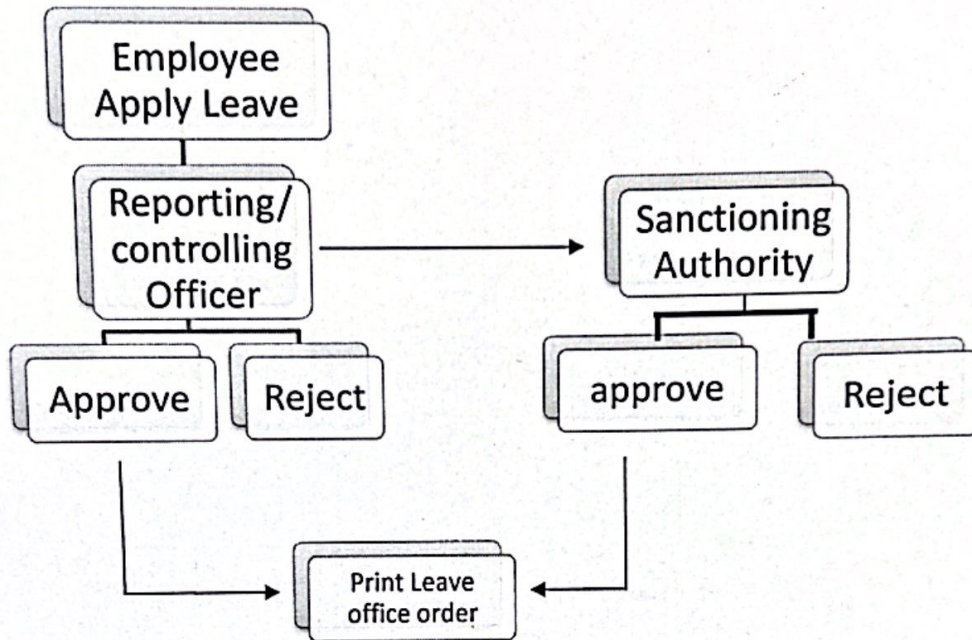 Employee
Apply Leave
Reporting/
controlling
Officer
Sanctioning
Authority
Approve
Reject
approve
Reject
Print Leave
office order